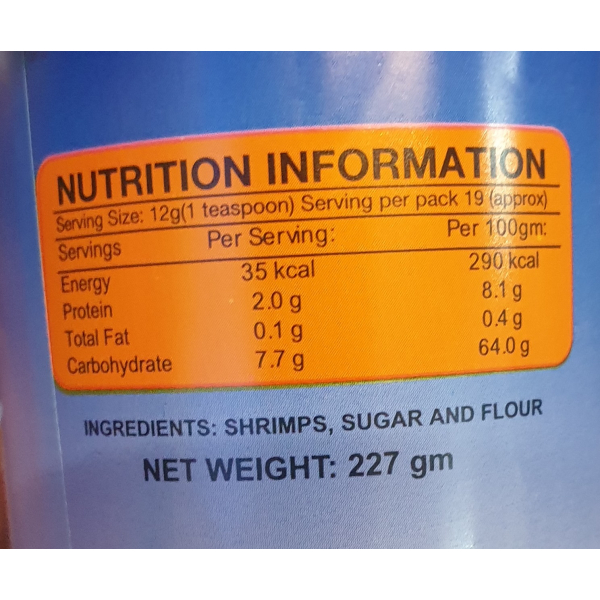 NUTRITION INFORMATION
Serving Size: 12g(1 teaspoon) Serving per pack 19 (approx)
Servings Per Serving: Per 100gm:
Energy 35 kcal 290 kcal
Protein 2.0 g 8.1 g
Total Fat 0.1 g 0.4 g
Carbohydrate 7.7 g 64.0 g
INGREDIENTS: SHRIMPS, SUGAR AND FLOUR
NET WEIGHT: 227 gm